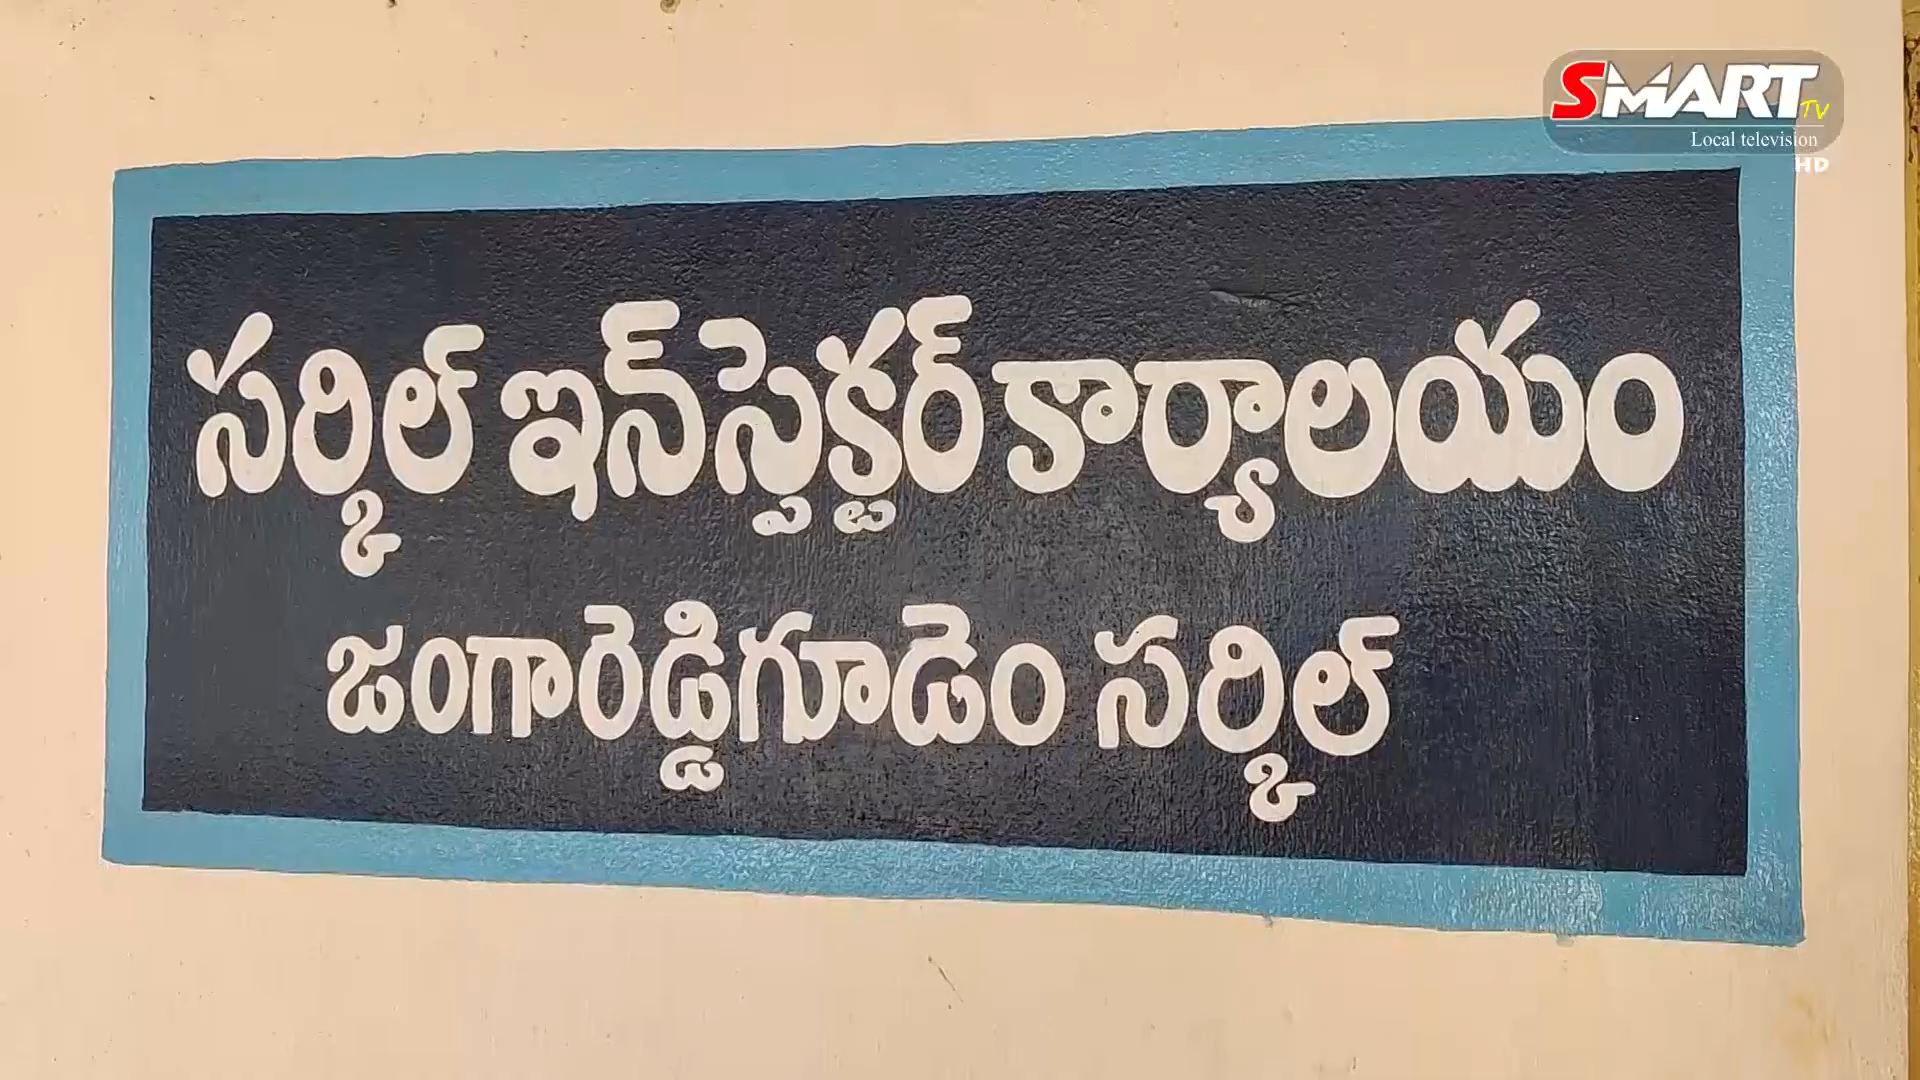 SMART TV
Local television
HD
సర్కిల్ ఇన్‌స్పెక్టర్ కార్యాలయం
జంగారెడ్డిగూడెం సర్కిల్